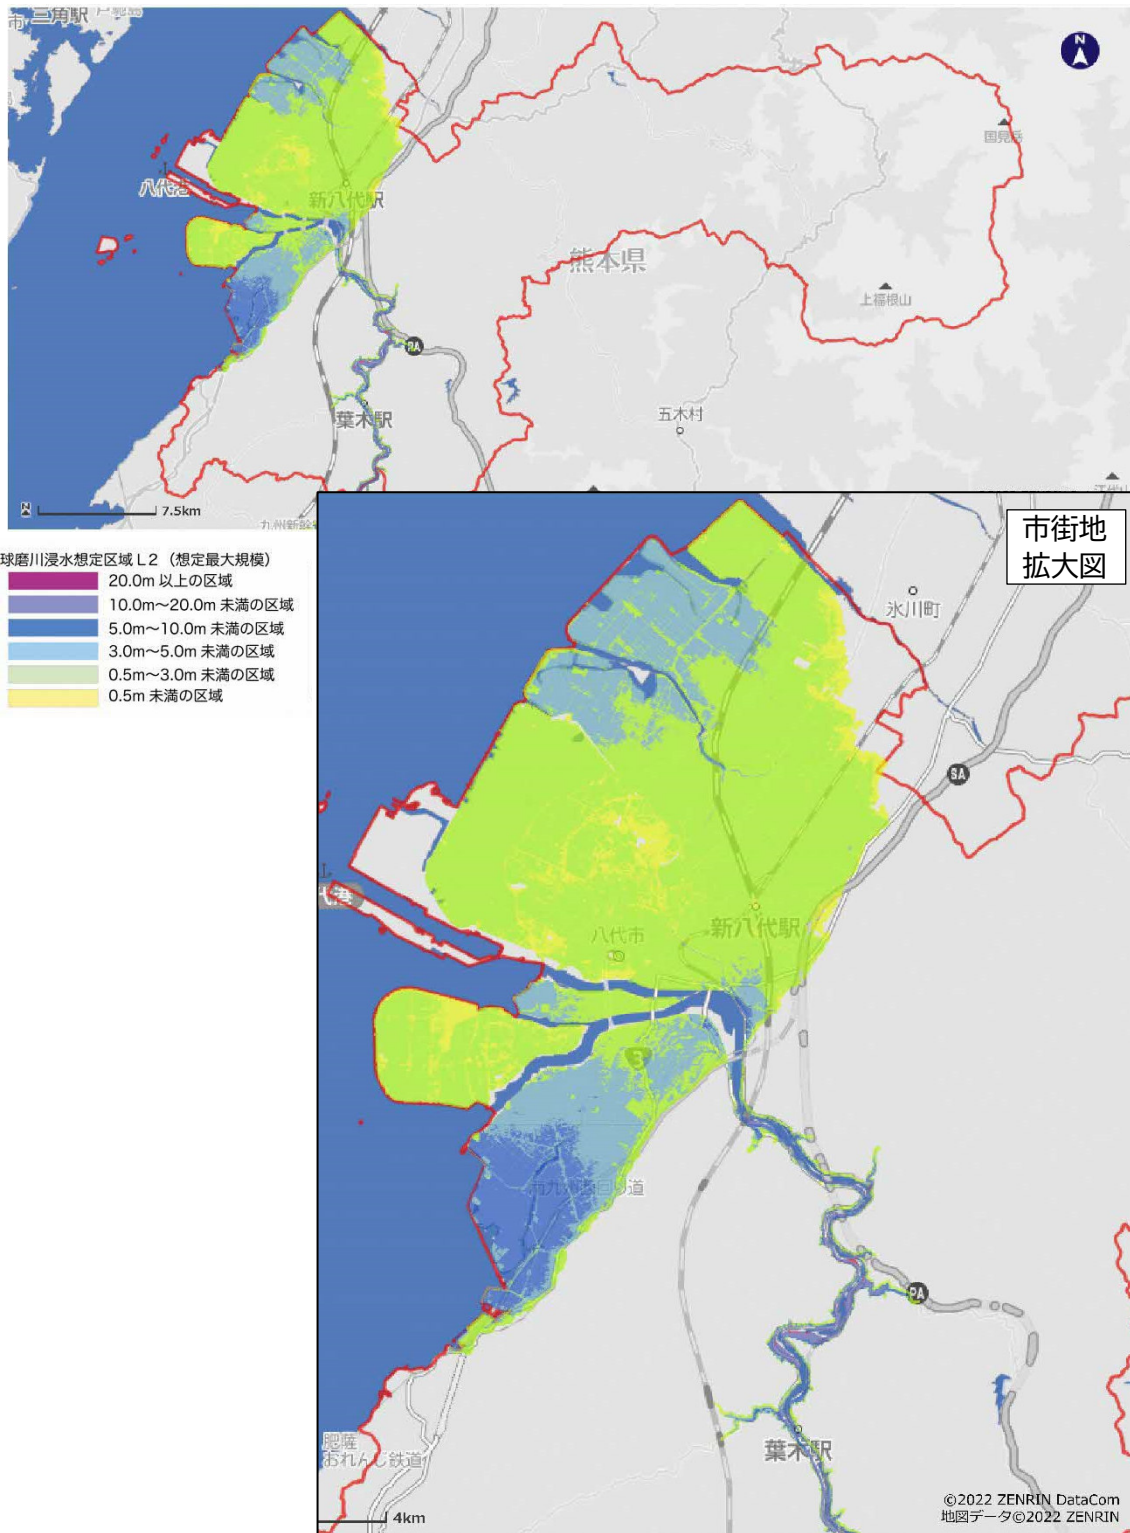 三角駅
戸馳島
市
N
国見岳
八代港
新八代駅
熊本県
上福根山
PA
葉木駅
五木村
7.5km
九州新幹線
球磨川浸水想定区域L2（想定最大規模）
20.0m 以上の区域
10.0m～20.0m 未満の区域
5.0m～10.0m 未満の区域
3.0m～5.0m 未満の区域
0.5m～3.0m 未満の区域
0.5m 未満の区域
市街地
拡大図
氷川町
SA
代港
新八代駅
八代市
3
PA
葉木駅
肥薩
おれんじ鉄道
4km
©2022 ZENRIN DataCom
地図データ©2022 ZENRIN